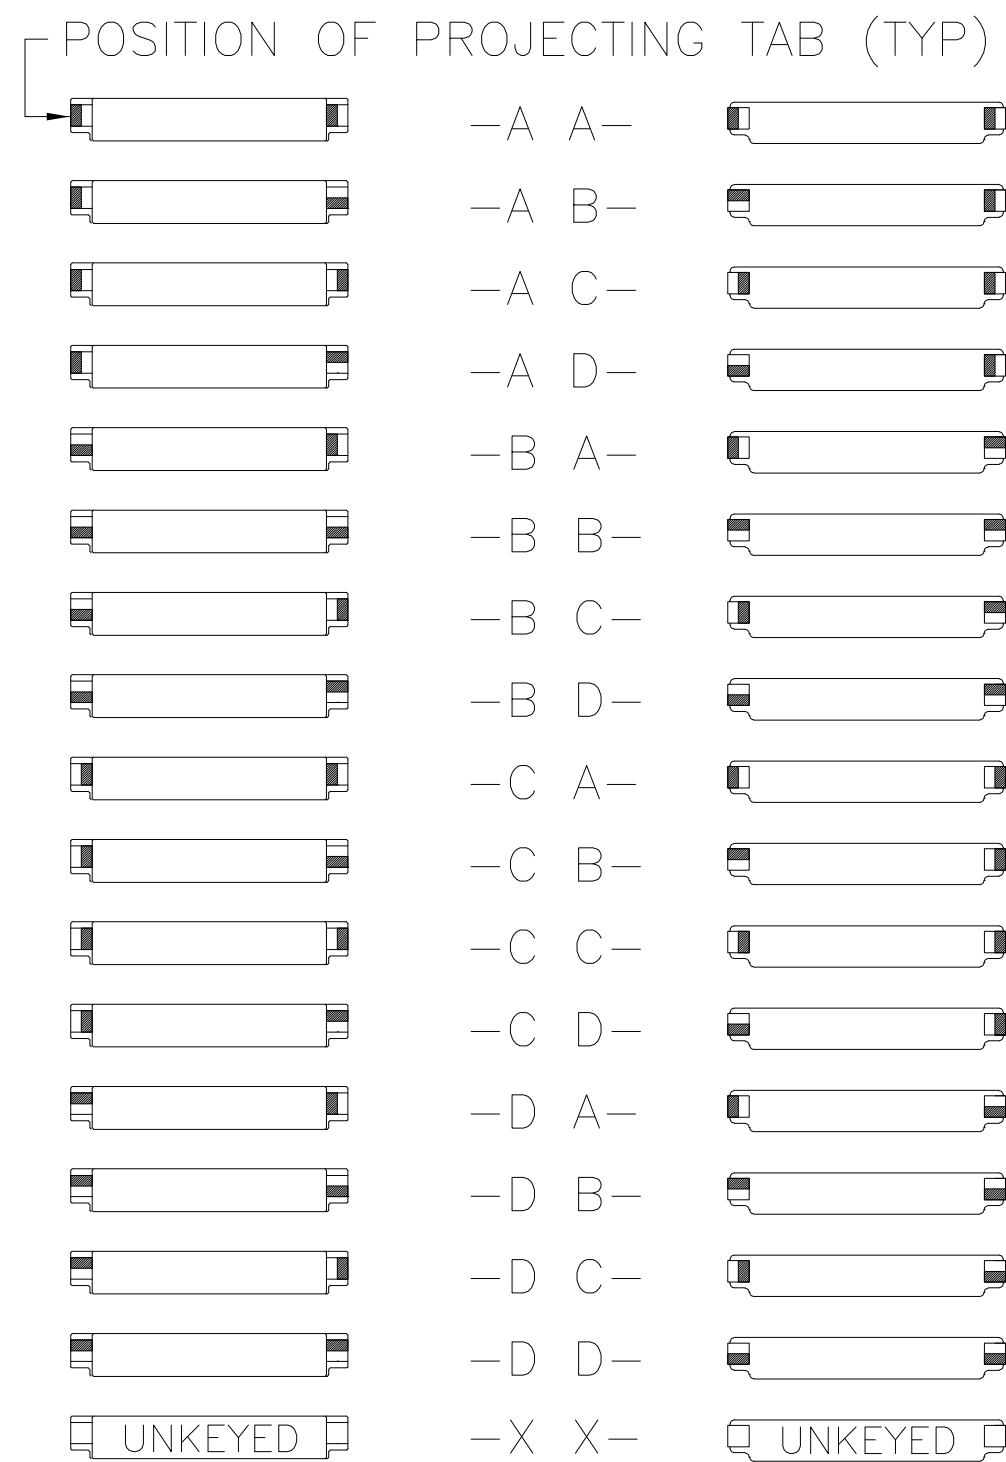 POSITION OF PROJECTING TAB (TYP)
—A A—
—A B—
—A C—
—A D—
—B A—
—B B—
—B C—
—B D—
—C A—
—C B—
—C C—
—C D—
—D A—
—D B—
—D C—
—D D—
UNKEYED —X X— UNKEYED